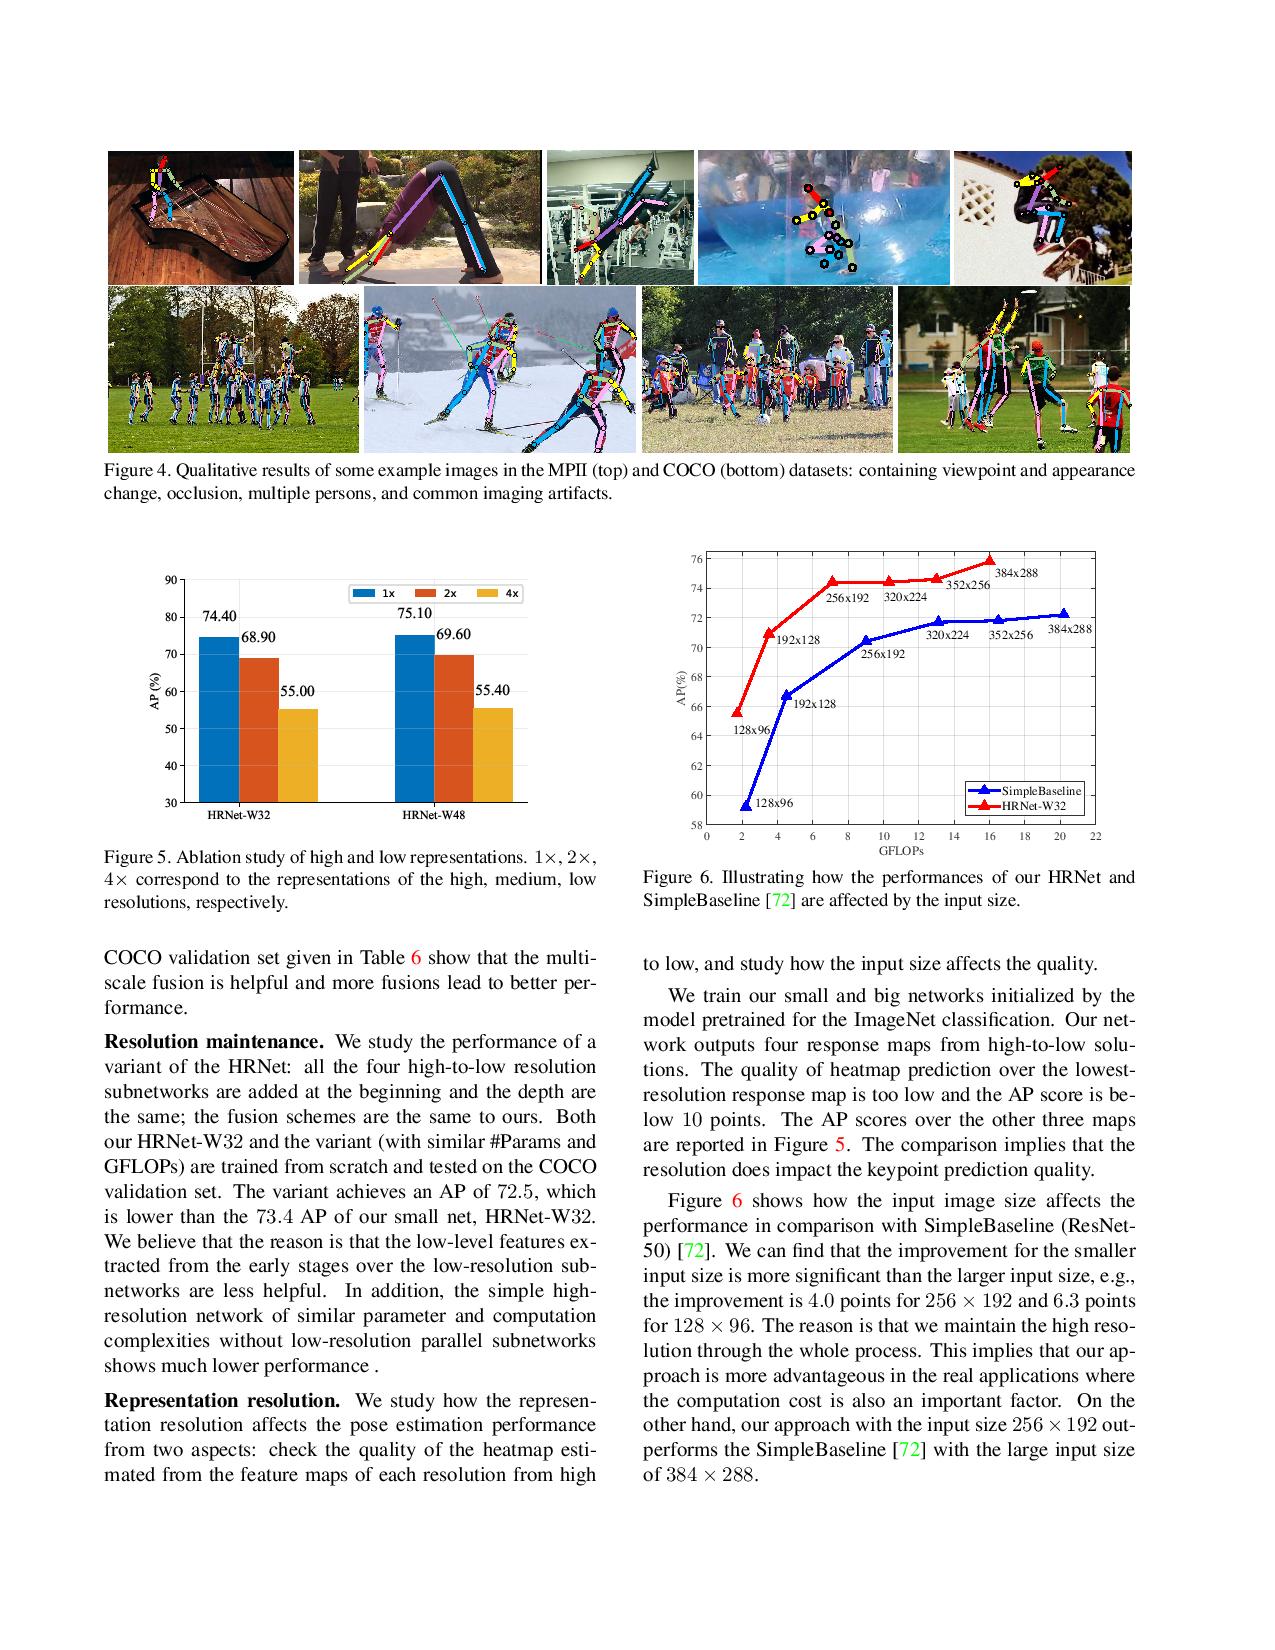 Figure 4. Qualitative results of some example images in the MPII (top) and COCO (bottom) datasets: containing viewpoint and appearance
change, occlusion, multiple persons, and common imaging artifacts.
90
80
70
60
50
40
30
AP (%)
1x 2x 4x
74.40
68.90
55.00
75.10
69.60
55.40
HRNet-W32 HRNet-W48
Figure 5. Ablation study of high and low representations. 1×, 2×,
4× correspond to the representations of the high, medium, low
resolutions, respectively.
COCO validation set given in Table 6 show that the multi-
scale fusion is helpful and more fusions lead to better per-
formance.
Resolution maintenance. We study the performance of a
variant of the HRNet: all the four high-to-low resolution
subnetworks are added at the beginning and the depth are
the same; the fusion schemes are the same to ours. Both
our HRNet-W32 and the variant (with similar #Params and
GFLOPs) are trained from scratch and tested on the COCO
validation set. The variant achieves an AP of 72.5, which
is lower than the 73.4 AP of our small net, HRNet-W32.
We believe that the reason is that the low-level features ex-
tracted from the early stages over the low-resolution sub-
networks are less helpful. In addition, the simple high-
resolution network of similar parameter and computation
complexities without low-resolution parallel subnetworks
shows much lower performance .
Representation resolution. We study how the represen-
tation resolution affects the pose estimation performance
from two aspects: check the quality of the heatmap esti-
mated from the feature maps of each resolution from high
76
74
72
70
68
66
64
62
60
58
AP(%)
384x288
352x256
320x224
256x192
192x128
128x96
384x288
352x256
320x224
256x192
192x128
128x96
SimpleBaseline
HRNet-W32
0 2 4 6 8 10 12 14 16 18 20 22
GFLOPs
Figure 6. Illustrating how the performances of our HRNet and
SimpleBaseline [72] are affected by the input size.
to low, and study how the input size affects the quality.
We train our small and big networks initialized by the
model pretrained for the ImageNet classification. Our net-
work outputs four response maps from high-to-low solu-
tions. The quality of heatmap prediction over the lowest-
resolution response map is too low and the AP score is be-
low 10 points. The AP scores over the other three maps
are reported in Figure 5. The comparison implies that the
resolution does impact the keypoint prediction quality.
Figure 6 shows how the input image size affects the
performance in comparison with SimpleBaseline (ResNet-
50) [72]. We can find that the improvement for the smaller
input size is more significant than the larger input size, e.g.,
the improvement is 4.0 points for 256 × 192 and 6.3 points
for 128 × 96. The reason is that we maintain the high reso-
lution through the whole process. This implies that our ap-
proach is more advantageous in the real applications where
the computation cost is also an important factor. On the
other hand, our approach with the input size 256 × 192 out-
performs the SimpleBaseline [72] with the large input size
of 384 × 288.